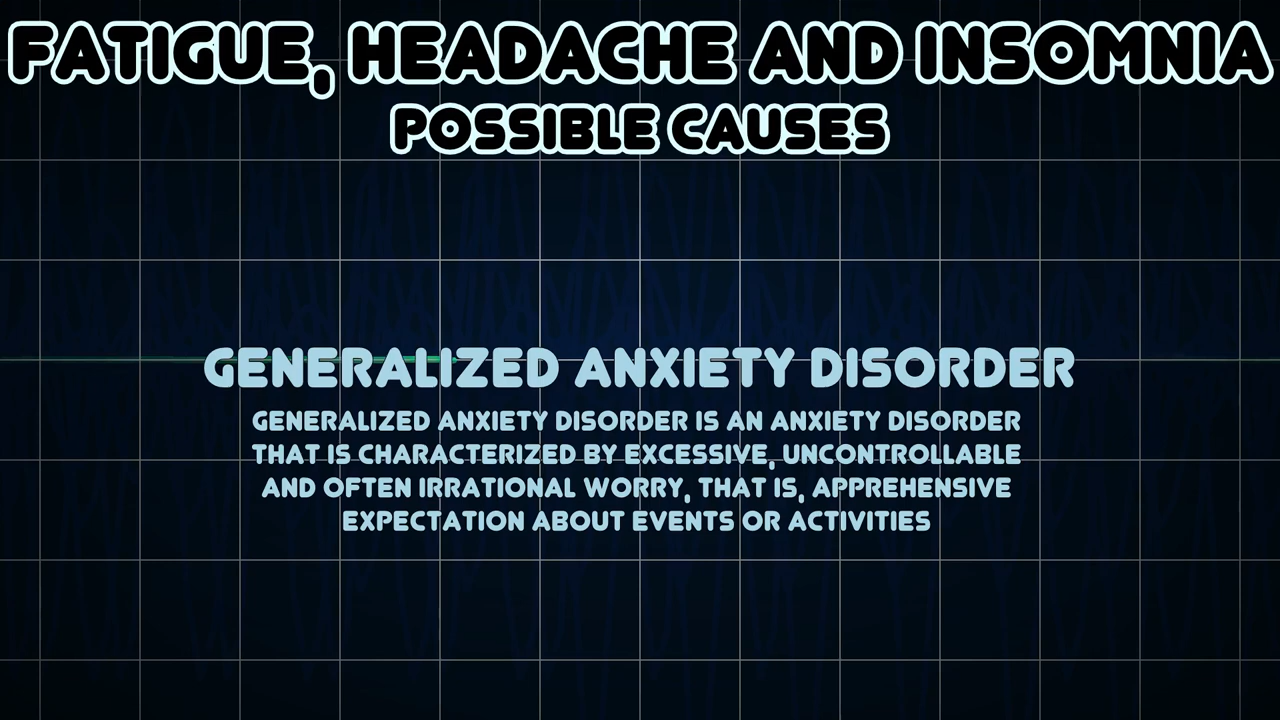 FATIGUE, HEADACHE AND INSOMNIA
POSSIBLE CAUSES
GENERALIZED ANXIETY DISORDER
GENERALIZED ANXIETY DISORDER IS AN ANXIETY DISORDER
THAT IS CHARACTERIZED BY EXCESSIVE, UNCONTROLLABLE
AND OFTEN IRRATIONAL WORRY, THAT IS, APPREHENSIVE
EXPECTATION ABOUT EVENTS OR ACTIVITIES